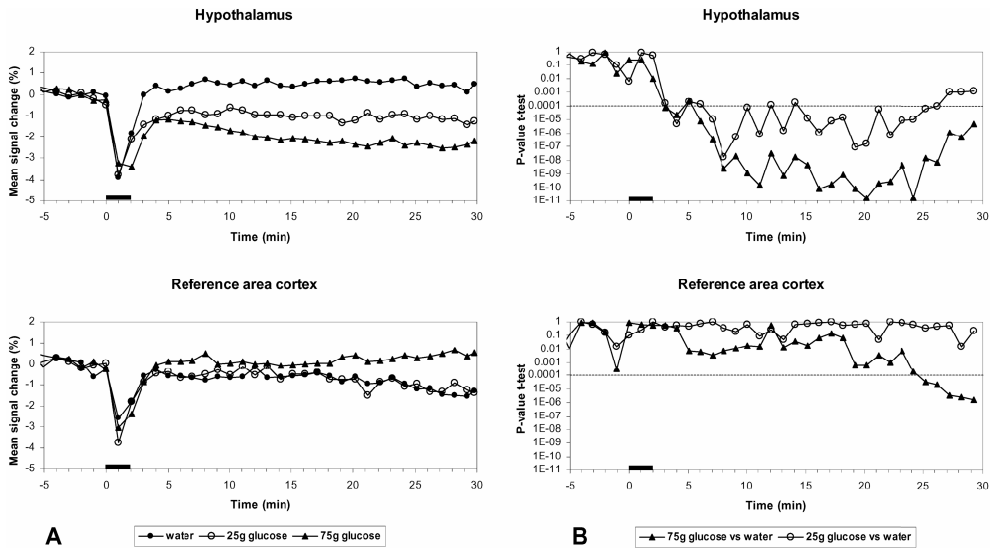 Hypothalamus
Mean signal change (%)
2
1
0
-1
-2
-3
-4
-5
-5 0 5 10 15 20 25 30
Time (min)
Hypothalamus
P-value t-test
1
0.1
0.01
0.001
0.0001
1E-05
1E-06
1E-07
1E-08
1E-09
1E-10
1E-11
-5 0 5 10 15 20 25 30
Time (min)
Reference area cortex
Mean signal change (%)
2
1
0
-1
-2
-3
-4
-5
-5 0 5 10 15 20 25 30
Time (min)
Reference area cortex
P-value t-test
1
0.1
0.01
0.001
0.0001
1E-05
1E-06
1E-07
1E-08
1E-09
1E-10
1E-11
-5 0 5 10 15 20 25 30
Time (min)
A
water 25g glucose 75g glucose
B
75g glucose vs water 25g glucose vs water